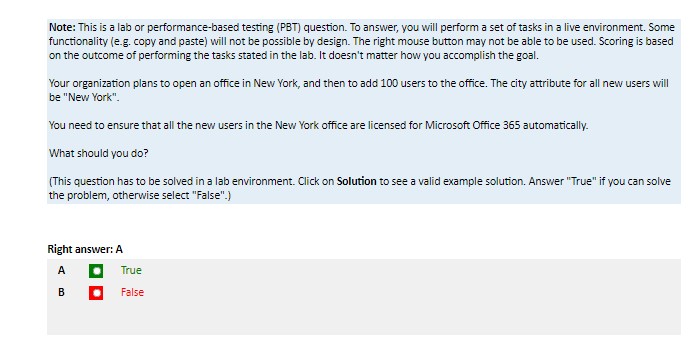 Note: This is a lab or performance-based testing (PBT) question. To answer, you will perform a set of tasks in a live environment. Some
functionality (e.g. copy and paste) will not be possible by design. The right mouse button may not be able to be used. Scoring is based
on the outcome of performing the tasks stated in the lab. It doesn't matter how you accomplish the goal.
Your organization plans to open an office in New York, and then to add 100 users to the office. The city attribute for all new users will
be "New York".
You need to ensure that all the new users in the New York office are licensed for Microsoft Office 365 automatically.
What should you do?
(This question has to be solved in a lab environment. Click on Solution to see a valid example solution. Answer "True" if you can solve
the problem, otherwise select "False".)
Right answer: A
A True
B False